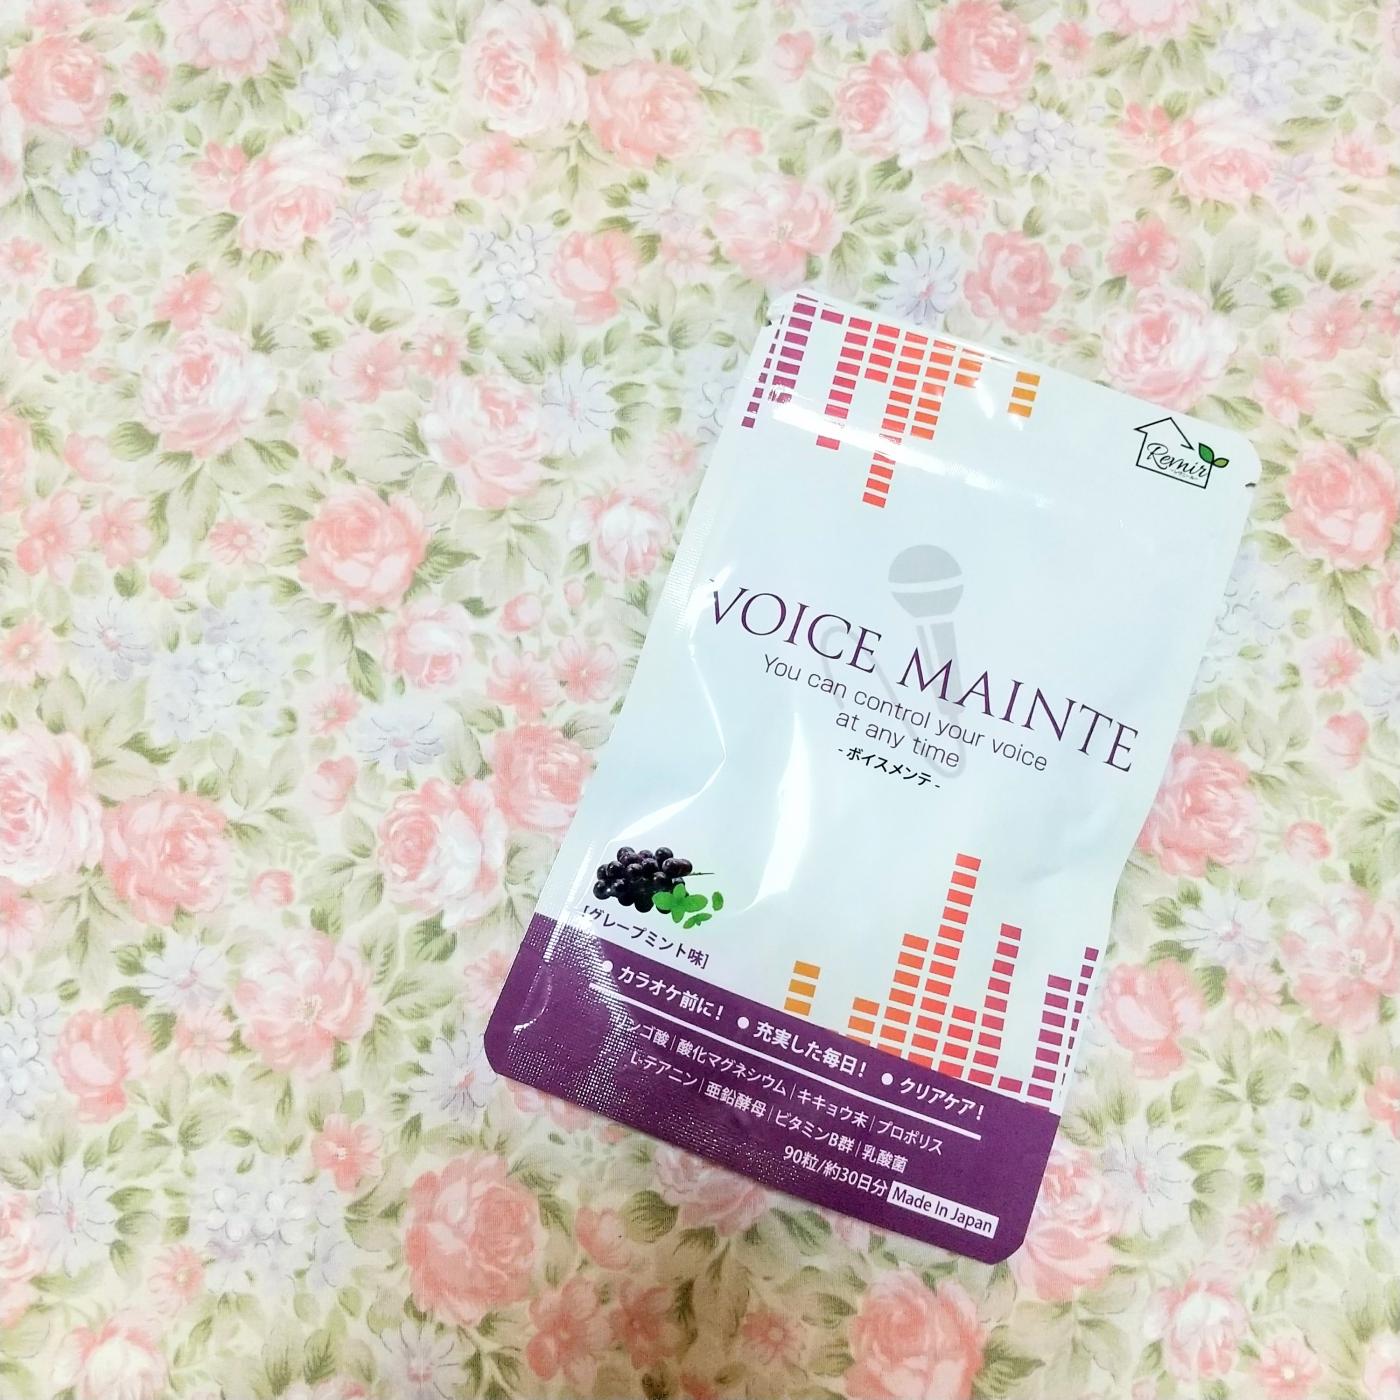 Remir
VOICE MAINTE
You can control your voice
at any time
-ボイスメンテ-
[グレープミント味]
● カラオケ前に! ● 充実した毎日! ● クリアケア!
リンゴ酸|酸化マグネシウム|キキョウ末|プロポリス
L-テアニン|亜鉛酵母|ビタミンB群|乳酸菌
90粒/約30日分 Made In Japan